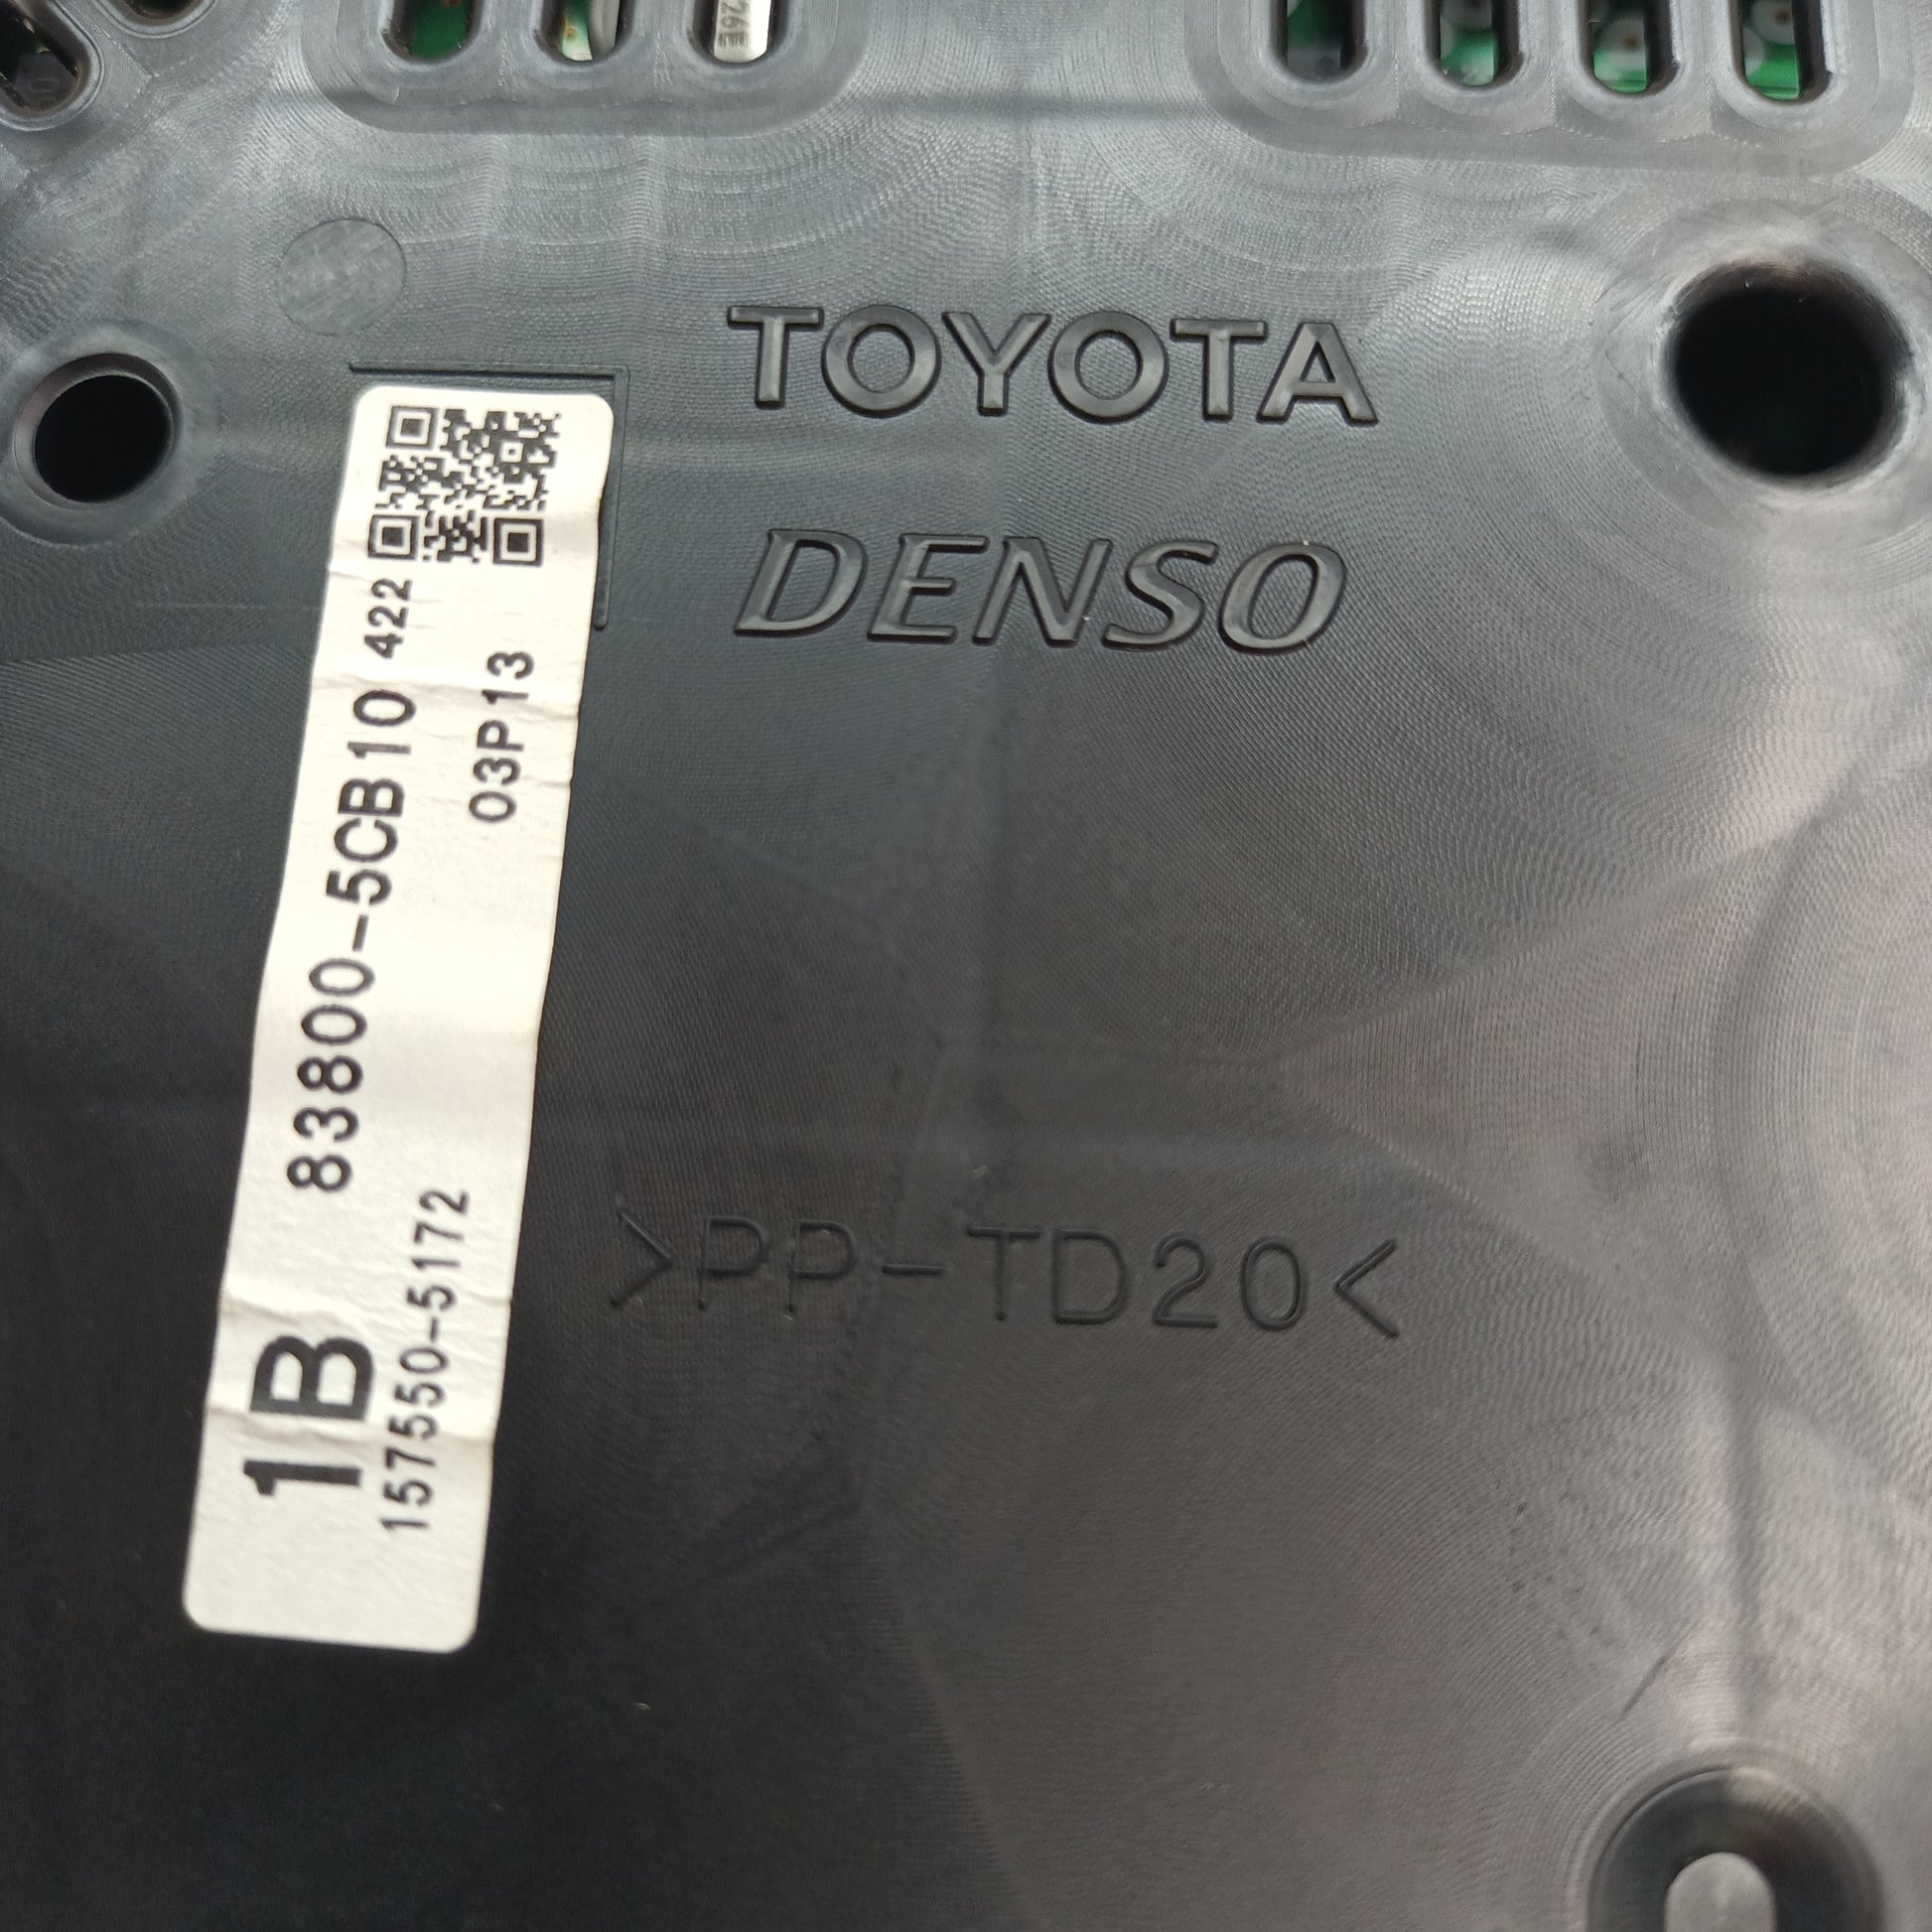 TOYOTA
DENSO
83800-5CB10 422
03P13
1B
157550-5172
>PP-TD20<